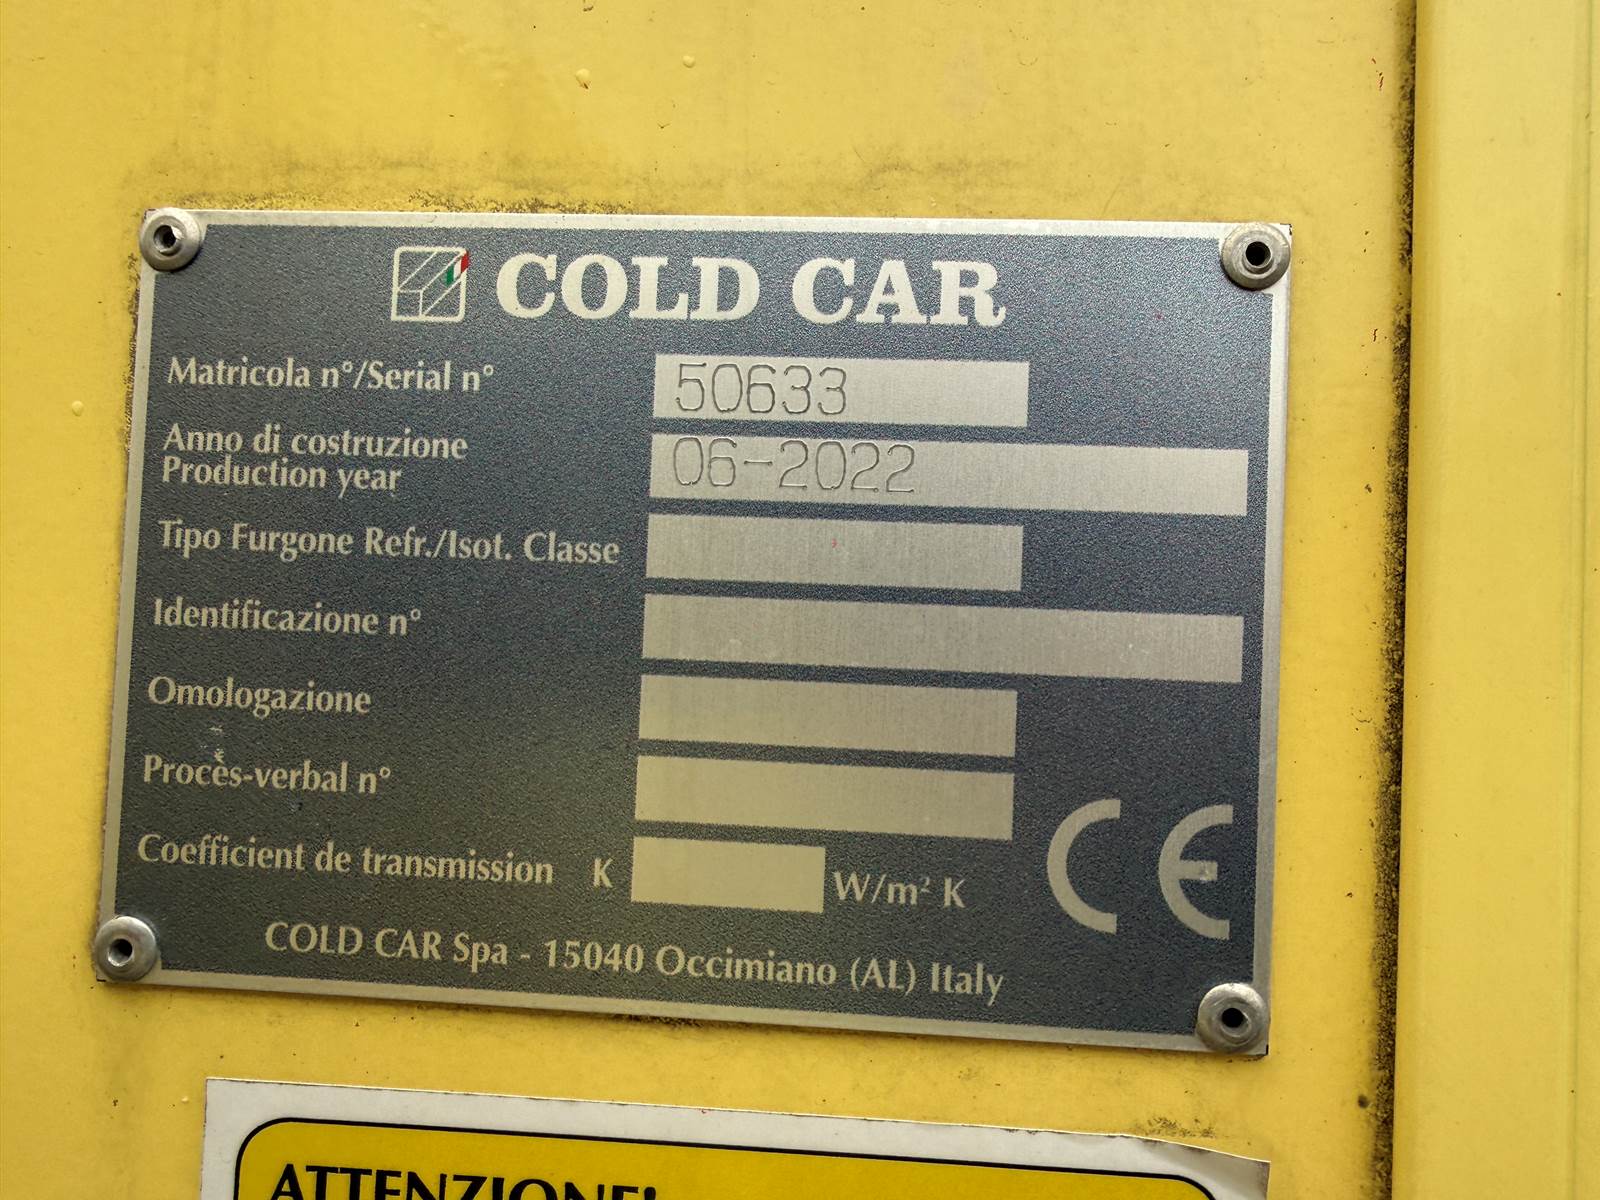 COLD CAR
Matricola n°/Serial n° 50633
Anno di costruzione
Production year 06-2022
Tipo Furgone Refr./Isot. Classe
Identificazione n°
Omologazione
Procès-verbal n°
Coefficient de transmission K W/m² K
CE
COLD CAR Spa - 15040 Occimiano (AL) Italy
ATTENZIONE!